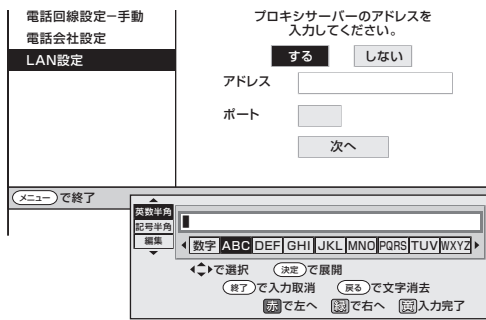 電話回線設定−手動
電話会社設定
LAN設定
プロキシサーバーのアドレスを
入力してください。
する しない
アドレス
ポート
次へ
メニューで終了
英数半角
記号半角
編集
数字 ABC DEF GHI JKL MNO PQRS TUV WXYZ
で選択 決定で展開
終了で入力取消 戻るで文字消去
赤で左へ 緑で右へ 黄入力完了